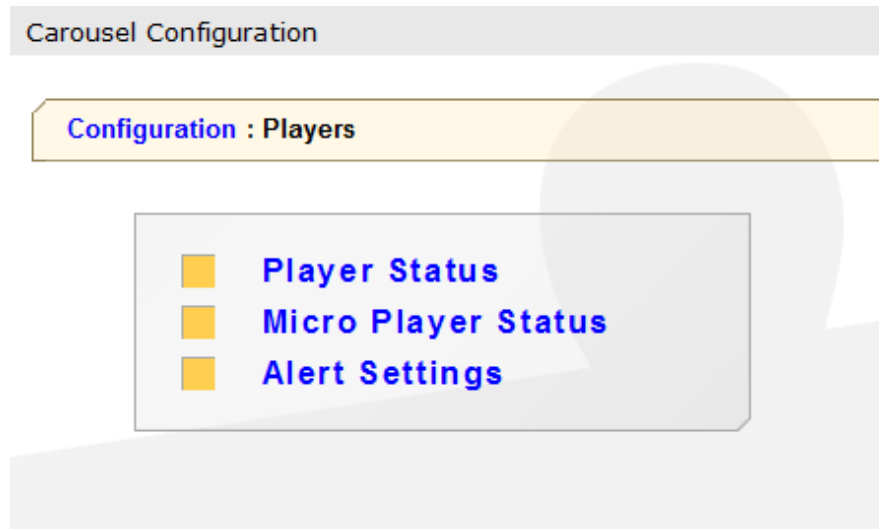 Carousel Configuration
Configuration : Players
Player Status
Micro Player Status
Alert Settings